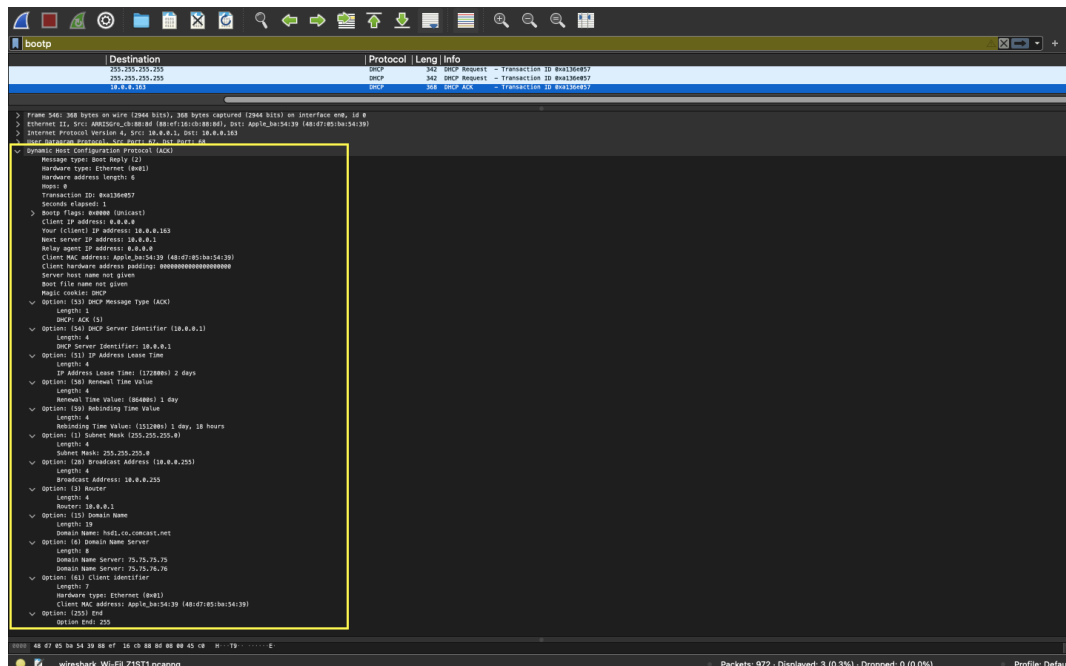 bootp
Destination Protocol Leng Info
255.255.255.255 DHCP 342 DHCP Request - Transaction ID 0xa136e057
255.255.255.255 DHCP 342 DHCP Request - Transaction ID 0xa136e057
10.0.0.163 DHCP 368 DHCP ACK - Transaction ID 0xa136e057
Frame 546: 368 bytes on wire (2944 bits), 368 bytes captured (2944 bits) on interface en0, id 0
Ethernet II, Src: ARRISGro_cb:88:8d (88:ef:16:cb:88:8d), Dst: Apple_ba:54:39 (48:d7:05:ba:54:39)
Internet Protocol Version 4, Src: 10.0.0.1, Dst: 10.0.0.163
User Datagram Protocol, Src Port: 67, Dst Port: 68
Dynamic Host Configuration Protocol (ACK)
Message type: Boot Reply (2)
Hardware type: Ethernet (0x01)
Hardware address length: 6
Hops: 0
Transaction ID: 0xa136e057
Seconds elapsed: 1
Bootp flags: 0x0000 (Unicast)
Client IP address: 0.0.0.0
Your (client) IP address: 10.0.0.163
Next server IP address: 10.0.0.1
Relay agent IP address: 0.0.0.0
Client MAC address: Apple_ba:54:39 (48:d7:05:ba:54:39)
Client hardware address padding: 00000000000000000000
Server host name not given
Boot file name not given
Magic cookie: DHCP
Option: (53) DHCP Message Type (ACK)
Length: 1
DHCP: ACK (5)
Option: (54) DHCP Server Identifier (10.0.0.1)
Length: 4
DHCP Server Identifier: 10.0.0.1
Option: (51) IP Address Lease Time
Length: 4
IP Address Lease Time: (172800s) 2 days
Option: (58) Renewal Time Value
Length: 4
Renewal Time Value: (86400s) 1 day
Option: (59) Rebinding Time Value
Length: 4
Rebinding Time Value: (151200s) 1 day, 18 hours
Option: (1) Subnet Mask (255.255.255.0)
Length: 4
Subnet Mask: 255.255.255.0
Option: (28) Broadcast Address (10.0.0.255)
Length: 4
Broadcast Address: 10.0.0.255
Option: (3) Router
Length: 4
Router: 10.0.0.1
Option: (15) Domain Name
Length: 19
Domain Name: hsd1.co.comcast.net
Option: (6) Domain Name Server
Length: 8
Domain Name Server: 75.75.75.75
Domain Name Server: 75.75.76.76
Option: (61) Client identifier
Length: 7
Hardware type: Ethernet (0x01)
Client MAC address: Apple_ba:54:39 (48:d7:05:ba:54:39)
Option: (255) End
Option End: 255
0000 48 d7 05 ba 54 39 88 ef 16 cb 88 8d 08 00 45 c0 H···T9·· ······E·
wireshark_Wi-Fi Packets: 972 · Displayed: 3 (0.3%) · Dropped: 0 (0.0%) Profile: Defau